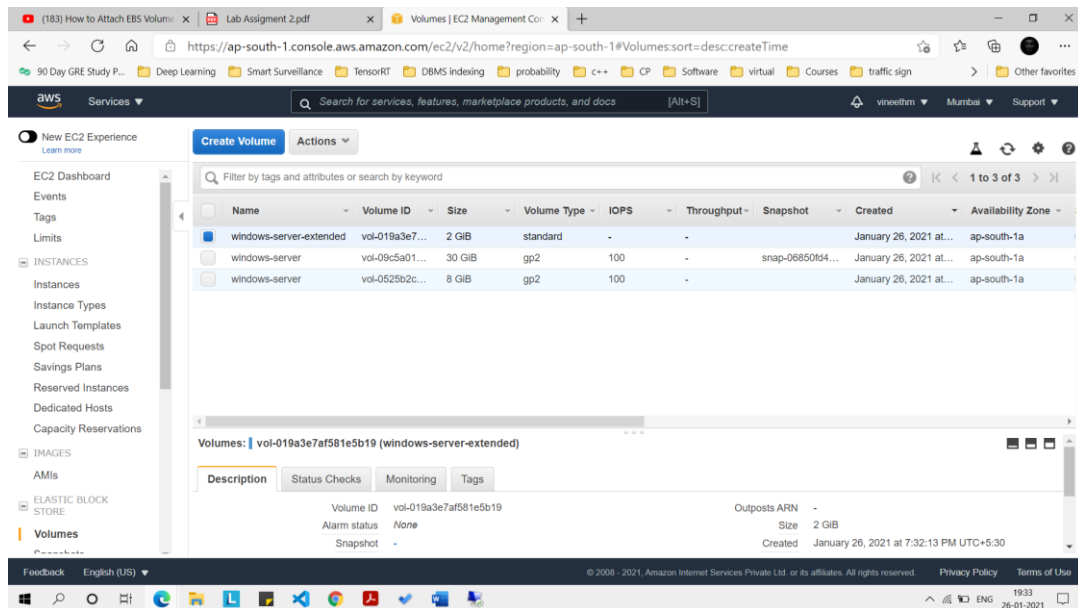 (183) How to Attach EBS Volume
Lab Assigment 2.pdf
Volumes | EC2 Management Con
https://ap-south-1.console.aws.amazon.com/ec2/v2/home?region=ap-south-1#Volumes:sort=desc:createTime
90 Day GRE Study P... Deep Learning Smart Surveillance TensorRT DBMS indexing probability c++ CP Software virtual Courses traffic sign Other favorites
aws Services Search for services, features, marketplace products, and docs [Alt+S] vineethm Mumbai Support
New EC2 Experience
Learn more
EC2 Dashboard
Events
Tags
Limits
INSTANCES
Instances
Instance Types
Launch Templates
Spot Requests
Savings Plans
Reserved Instances
Dedicated Hosts
Capacity Reservations
IMAGES
AMIs
ELASTIC BLOCK
STORE
Volumes
Create Volume Actions
Filter by tags and attributes or search by keyword 1 to 3 of 3
Name Volume ID Size Volume Type IOPS Throughput Snapshot Created Availability Zone
windows-server-extended vol-019a3e7... 2 GiB standard - - January 26, 2021 at... ap-south-1a
windows-server vol-09c5a01... 30 GiB gp2 100 - snap-06850fd4... January 26, 2021 at... ap-south-1a
windows-server vol-0525b2c... 8 GiB gp2 100 - January 26, 2021 at... ap-south-1a
Volumes: vol-019a3e7af581e5b19 (windows-server-extended)
Description Status Checks Monitoring Tags
Volume ID vol-019a3e7af581e5b19 Outposts ARN -
Alarm status None Size 2 GiB
Snapshot - Created January 26, 2021 at 7:32:13 PM UTC+5:30
Feedback English (US) © 2008 - 2021, Amazon Internet Services Private Ltd. or its affiliates. All rights reserved. Privacy Policy Terms of Use
ENG 19:33
26-01-2021